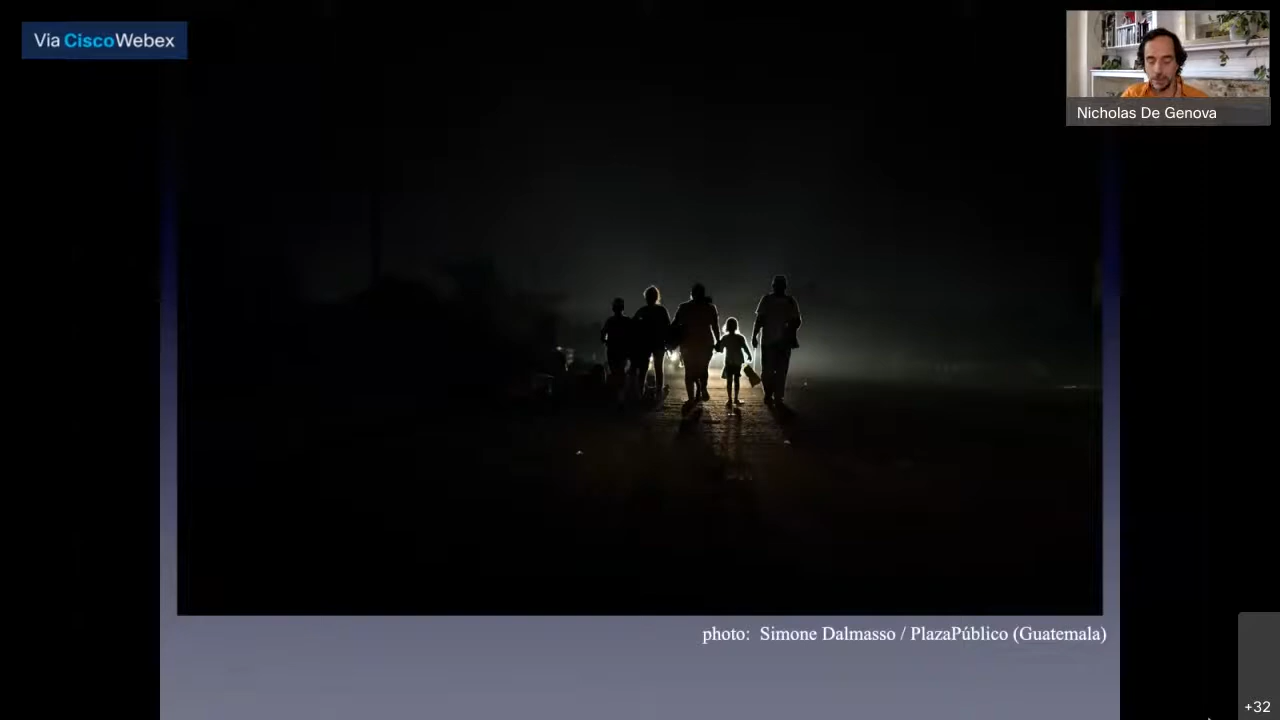 Via CiscoWebex
Nicholas De Genova
photo: Simone Dalmasso / PlazaPúblico (Guatemala)
+32